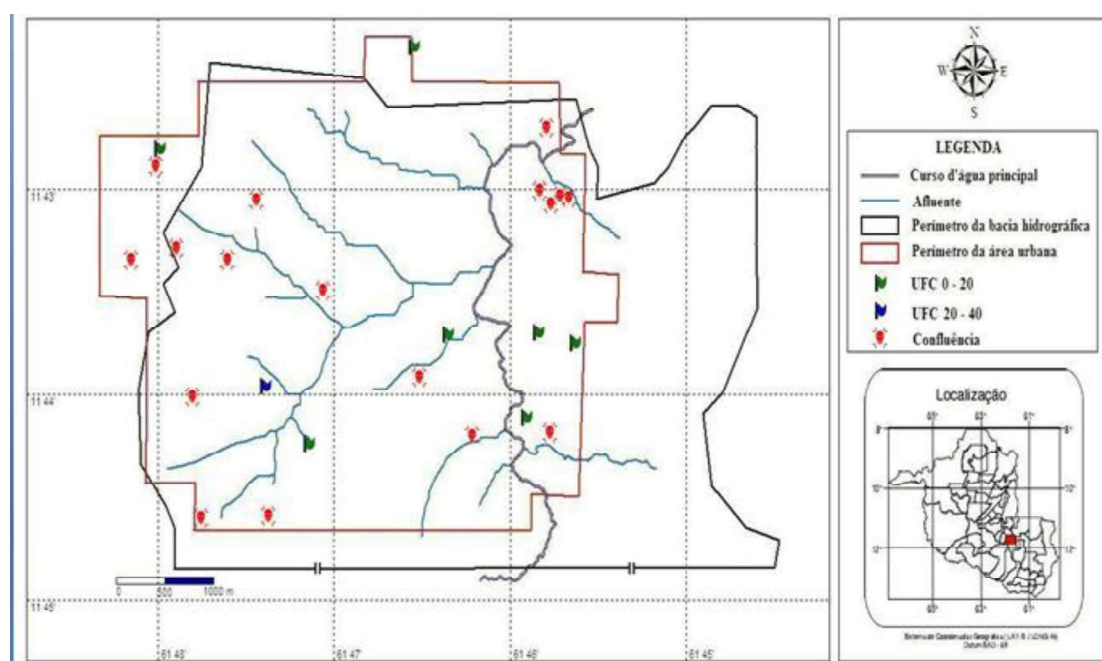 N
W E
S
LEGENDA
Curso d'água principal
Afluente
Perímetro da bacia hidrográfica
Perímetro da área urbana
UFC 0 - 20
UFC 20 - 40
Confluência
11 43'
11 44'
11 45'
0 500 1000 m
61 48'
61 47
61 46
61 45'
Localização